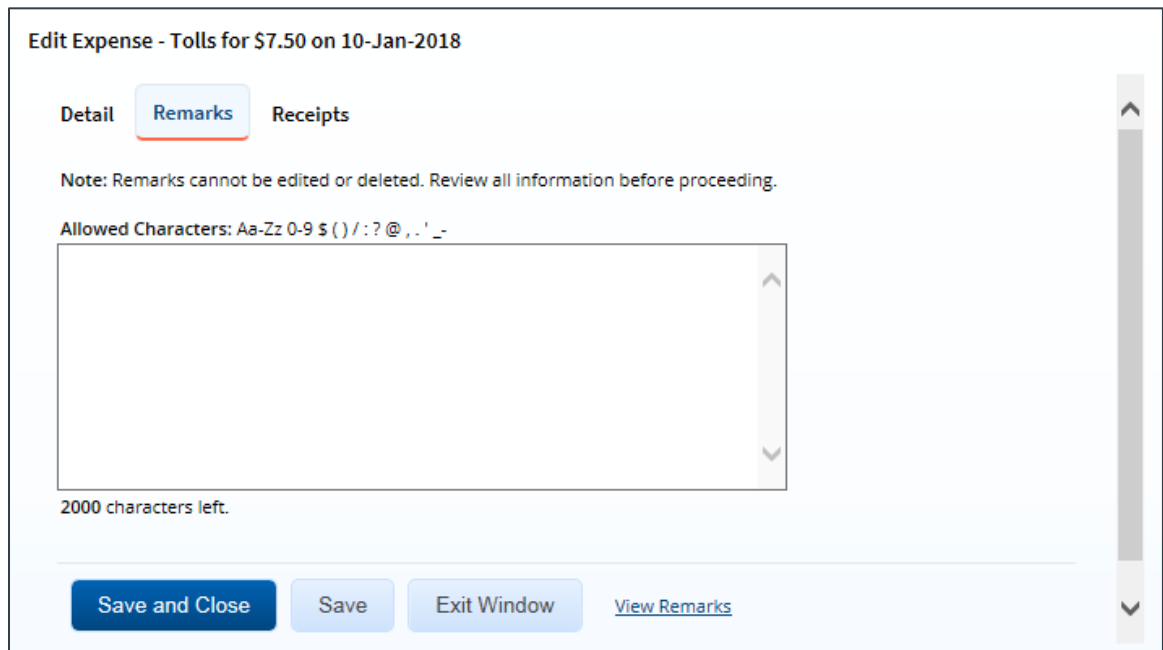 Edit Expense - Tolls for $7.50 on 10-Jan-2018
Detail Remarks Receipts
Note: Remarks cannot be edited or deleted. Review all information before proceeding.
Allowed Characters: Aa-Zz 0-9 $ ( ) / : ? @ , . ' _-
2000 characters left.
Save and Close Save Exit Window View Remarks